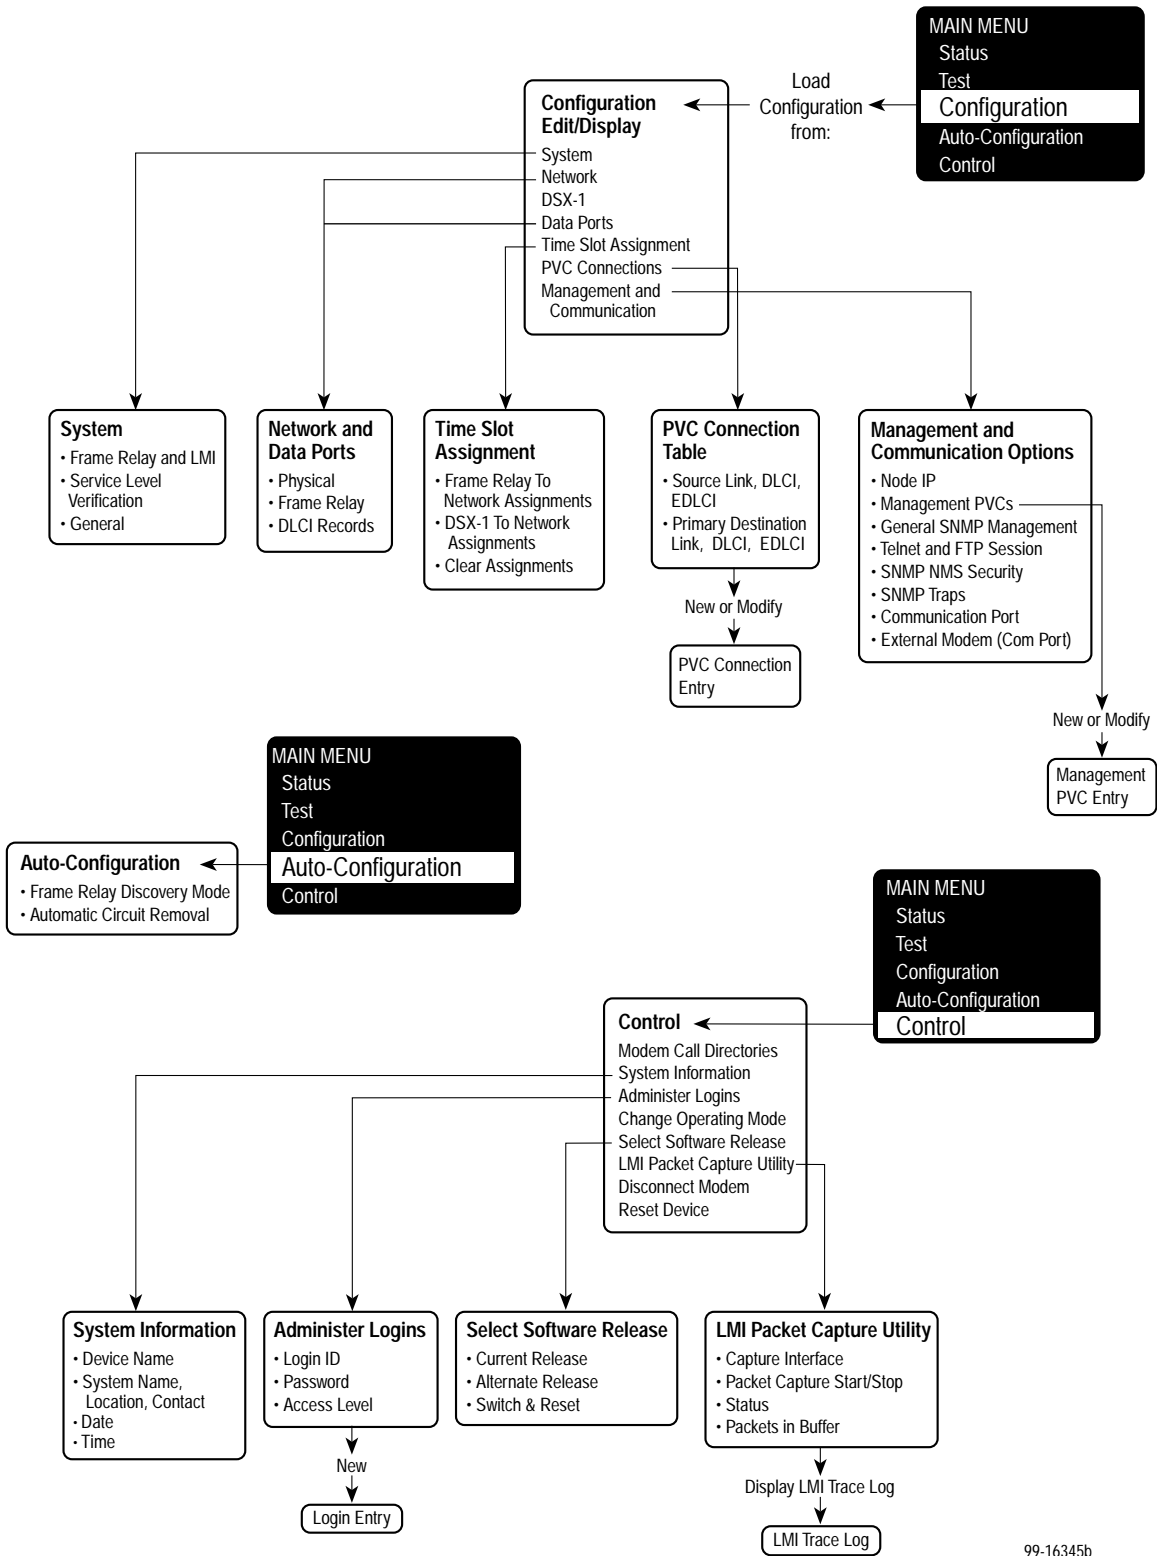 MAIN MENU
Status
Test
Configuration
Auto-Configuration
Control
Load
Configuration
from:
Configuration
Edit/Display
System
Network
DSX-1
Data Ports
Time Slot Assignment
PVC Connections
Management and
Communication
System
• Frame Relay and LMI
• Service Level
Verification
• General
Network and
Data Ports
• Physical
• Frame Relay
• DLCI Records
Time Slot
Assignment
• Frame Relay To
Network Assignments
• DSX-1 To Network
Assignments
• Clear Assignments
PVC Connection
Table
• Source Link, DLCI,
EDLCI
• Primary Destination
Link, DLCI, EDLCI
New or Modify
PVC Connection
Entry
Management and
Communication Options
• Node IP
• Management PVCs
• General SNMP Management
• Telnet and FTP Session
• SNMP NMS Security
• SNMP Traps
• Communication Port
• External Modem (Com Port)
New or Modify
Management
PVC Entry
MAIN MENU
Status
Test
Configuration
Auto-Configuration
Control
Auto-Configuration
• Frame Relay Discovery Mode
• Automatic Circuit Removal
MAIN MENU
Status
Test
Configuration
Auto-Configuration
Control
Control
Modem Call Directories
System Information
Administer Logins
Change Operating Mode
Select Software Release
LMI Packet Capture Utility
Disconnect Modem
Reset Device
System Information
• Device Name
• System Name,
Location, Contact
• Date
• Time
Administer Logins
• Login ID
• Password
• Access Level
New
Login Entry
Select Software Release
• Current Release
• Alternate Release
• Switch & Reset
LMI Packet Capture Utility
• Capture Interface
• Packet Capture Start/Stop
• Status
• Packets in Buffer
Display LMI Trace Log
LMI Trace Log
99-16345b